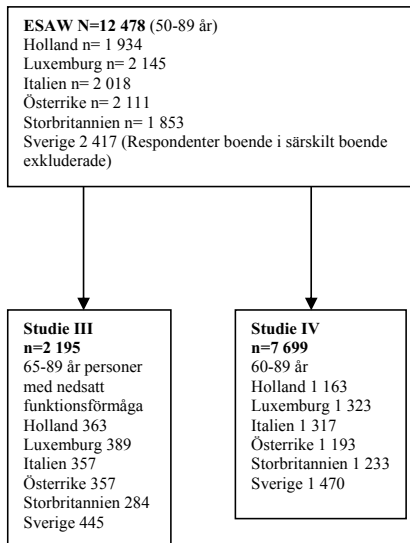 ESAW N=12 478 (50-89 år)
Holland n= 1 934
Luxemburg n= 2 145
Italien n= 2 018
Österrike n= 2 111
Storbritannien n= 1 853
Sverige 2 417 (Respondenter boende i särskilt boende
exkluderade)
Studie III
n=2 195
65-89 år personer
med nedsatt
funktionsförmåga
Holland 363
Luxemburg 389
Italien 357
Österrike 357
Storbritannien 284
Sverige 445
Studie IV
n=7 699
60-89 år
Holland 1 163
Luxemburg 1 323
Italien 1 317
Österrike 1 193
Storbritannien 1 233
Sverige 1 470